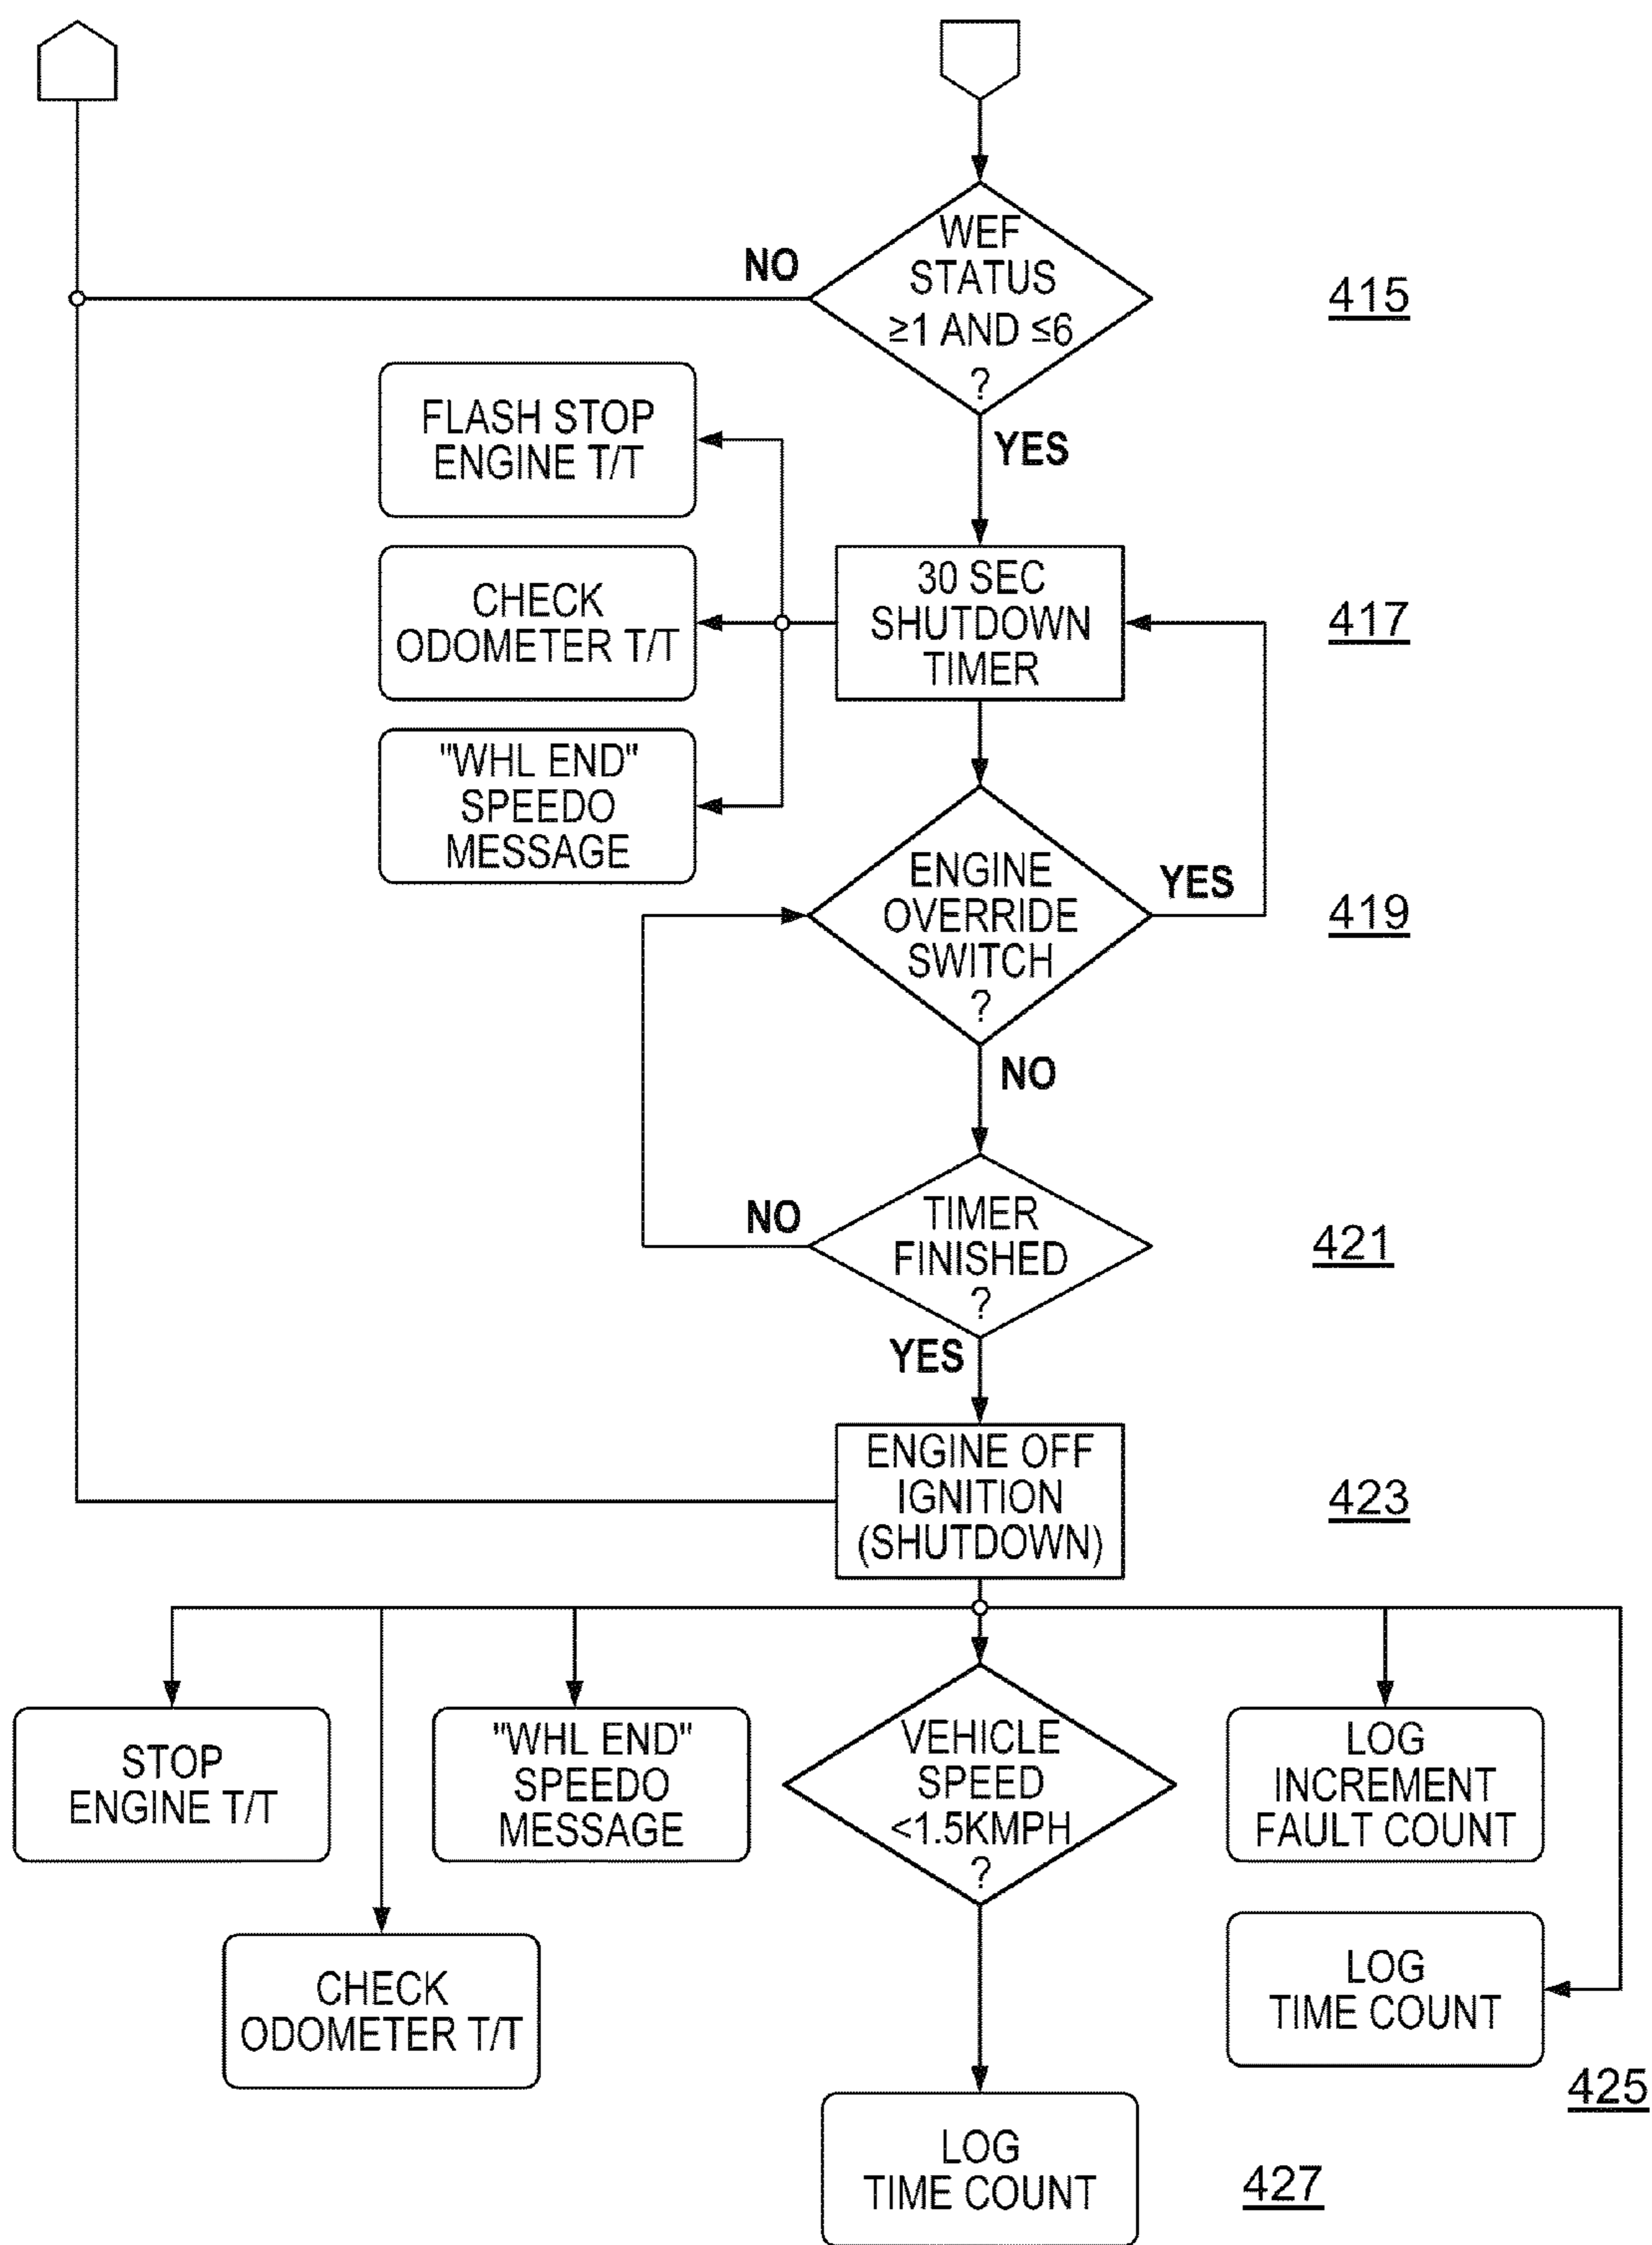 NO
WEF
STATUS
≥1 AND ≤6
?
415
YES
FLASH STOP
ENGINE T/T
CHECK
ODOMETER T/T
"WHL END"
SPEEDO
MESSAGE
30 SEC
SHUTDOWN
TIMER
417
ENGINE
OVERRIDE
SWITCH
?
YES
419
NO
NO
TIMER
FINISHED
?
421
YES
ENGINE OFF
IGNITION
(SHUTDOWN)
423
STOP
ENGINE T/T
CHECK
ODOMETER T/T
"WHL END"
SPEEDO
MESSAGE
VEHICLE
SPEED
<1.5KMPH
?
LOG
INCREMENT
FAULT COUNT
LOG
TIME COUNT
425
LOG
TIME COUNT
427